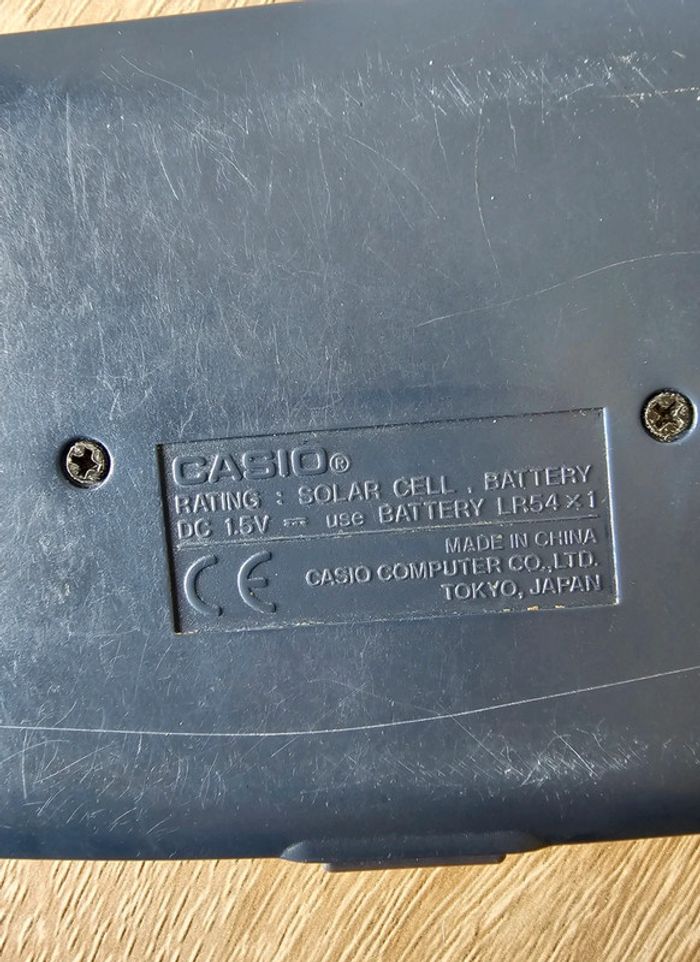 CASIO®
RATING : SOLAR CELL , BATTERY
DC 1.5V ⎓ use BATTERY LR54×1
MADE IN CHINA
CE CASIO COMPUTER CO.,LTD.
TOKYO, JAPAN